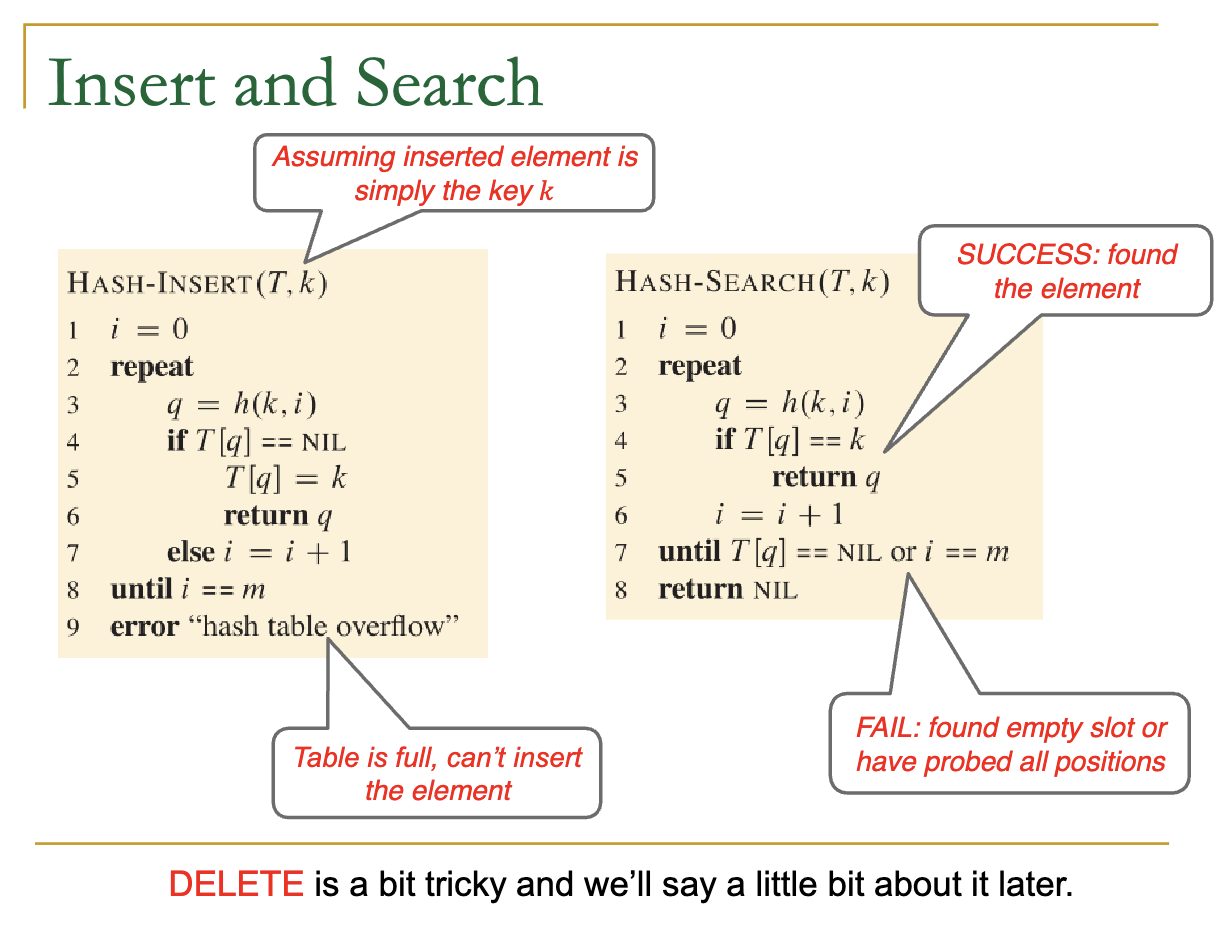 Insert and Search
Assuming inserted element is
simply the key k
HASH-INSERT(T, k)
1 i = 0
2 repeat
3 q = h(k, i)
4 if T[q] == NIL
5 T[q] = k
6 return q
7 else i = i + 1
8 until i == m
9 error “hash table overflow”
Table is full, can’t insert
the element
HASH-SEARCH(T, k)
1 i = 0
2 repeat
3 q = h(k, i)
4 if T[q] == k
5 return q
6 i = i + 1
7 until T[q] == NIL or i == m
8 return NIL
SUCCESS: found
the element
FAIL: found empty slot or
have probed all positions
DELETE is a bit tricky and we’ll say a little bit about it later.